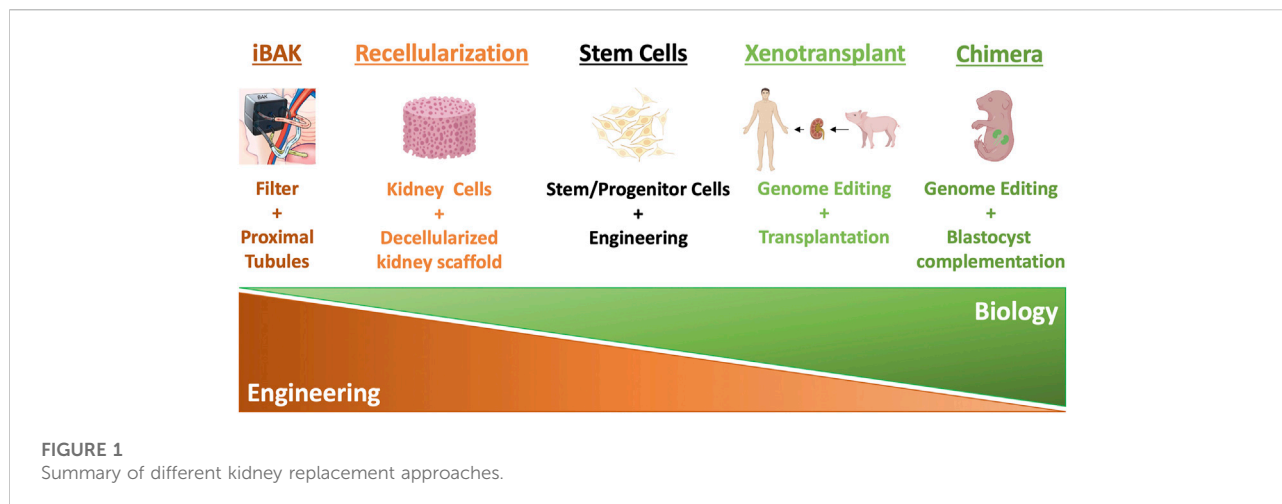 iBAK
Recellularization
Stem Cells
Xenotransplant
Chimera
iBAK
Filter
+
Proximal
Tubules
Kidney Cells
+
Decellularized
kidney scaffold
Stem/Progenitor Cells
+
Engineering
Genome Editing
+
Transplantation
Genome Editing
+
Blastocyst
complementation
Biology
Engineering
FIGURE 1
Summary of different kidney replacement approaches.